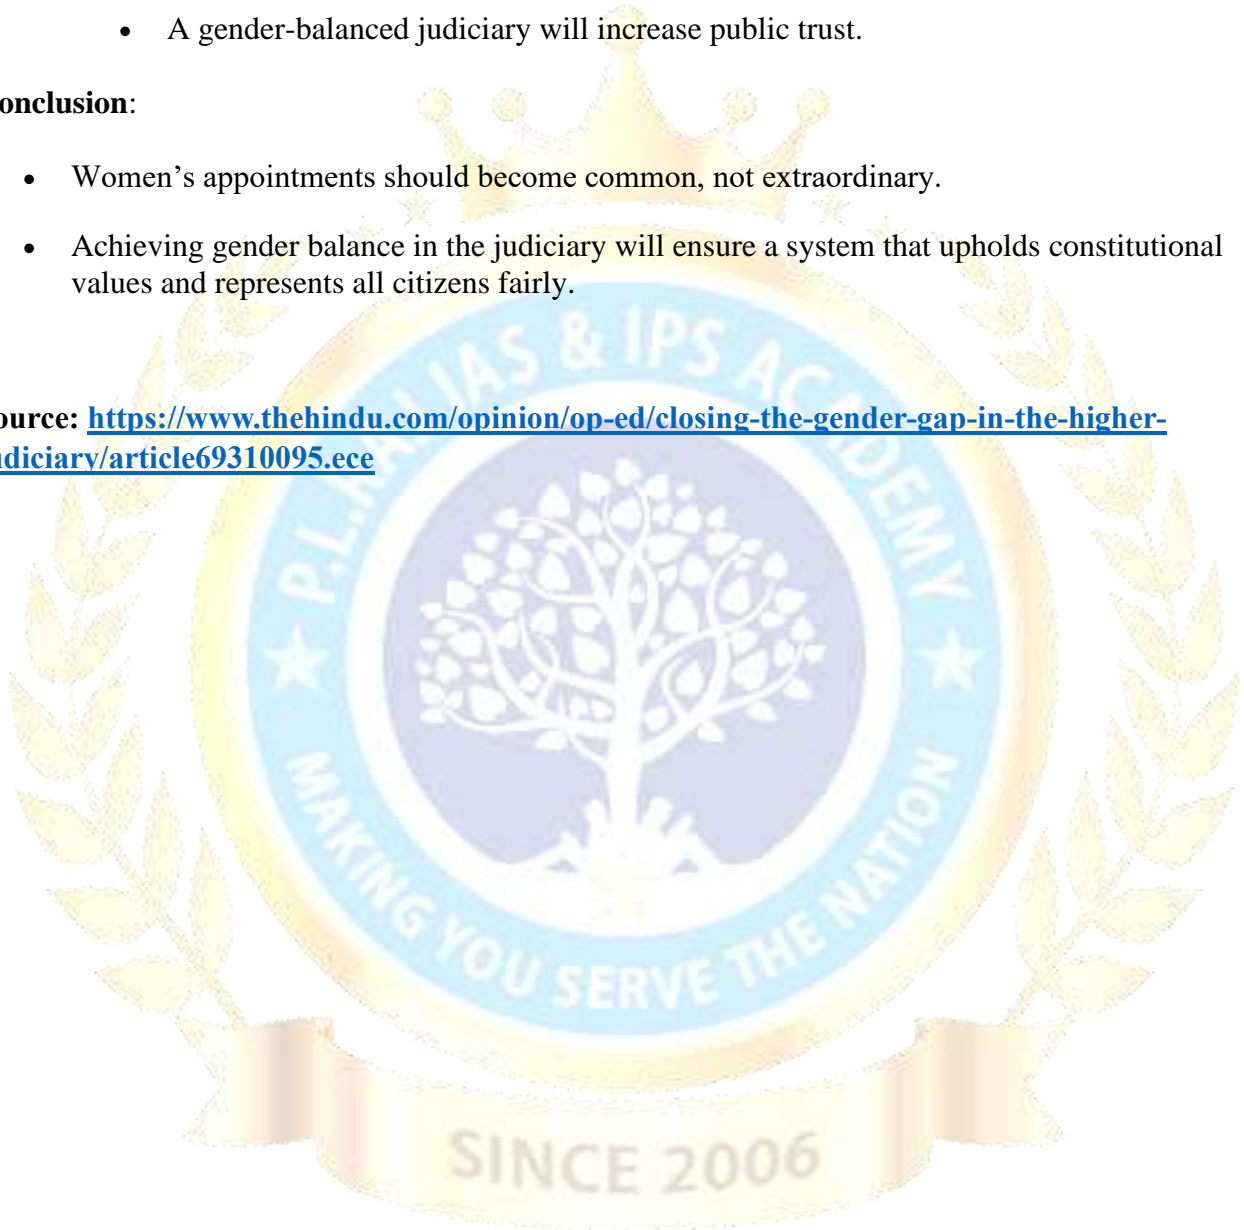 • A gender-balanced judiciary will increase public trust.
onclusion:
• Women’s appointments should become common, not extraordinary.
• Achieving gender balance in the judiciary will ensure a system that upholds constitutional
values and represents all citizens fairly.
ource: https://www.thehindu.com/opinion/op-ed/closing-the-gender-gap-in-the-higher-
udiciary/article69310095.ece
P.L.RAJ IAS & IPS ACADEMY
MAKING YOU SERVE THE NATION
SINCE 2006